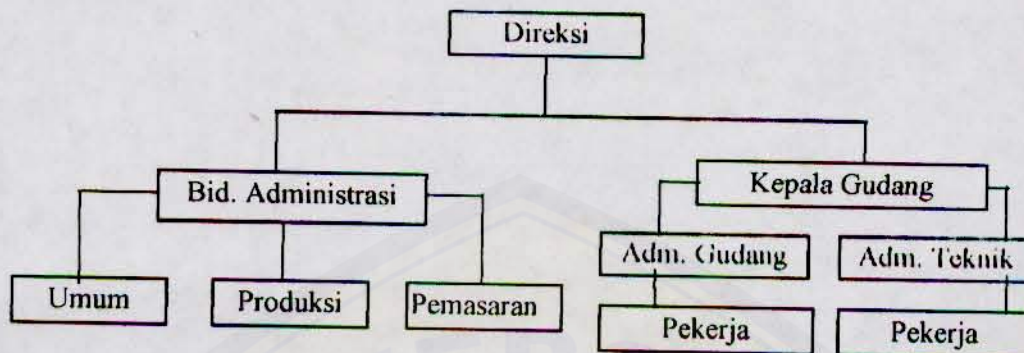 Direksi
Bid. Administrasi
Kepala Gudang
Adm. Gudang
Adm. Teknik
Umum
Produksi
Pemasaran
Pekerja
Pekerja